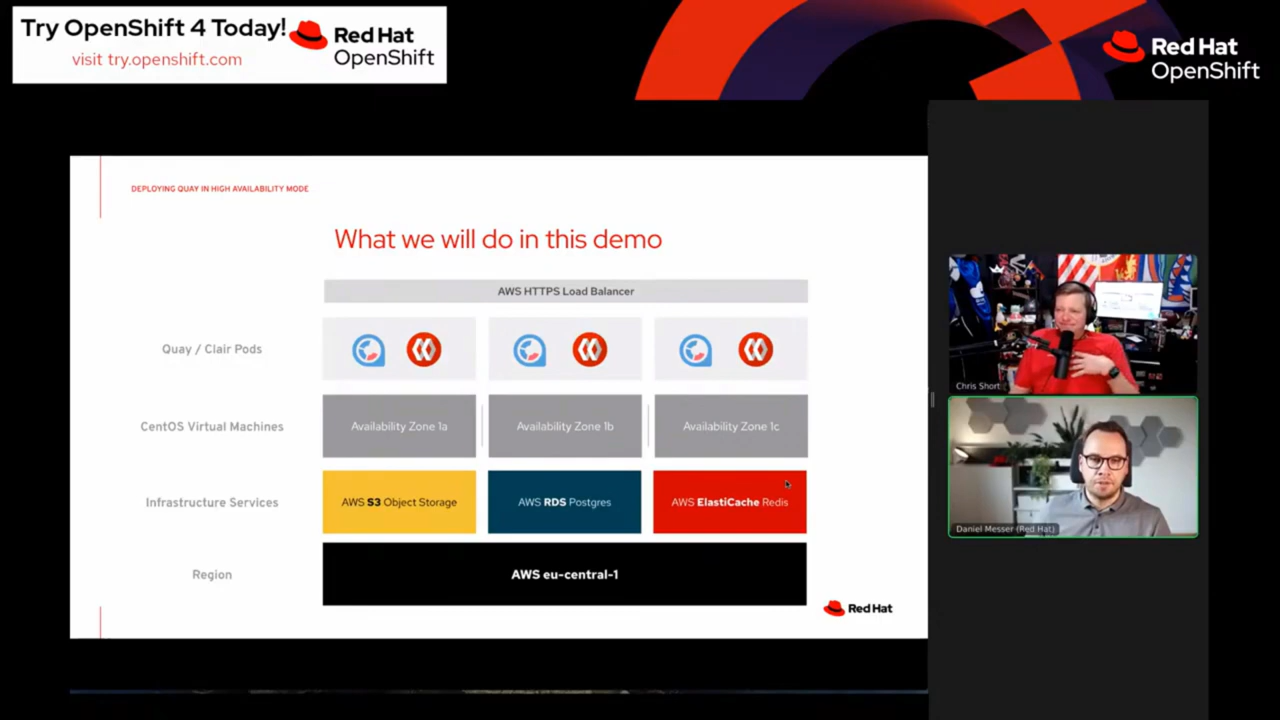 Try OpenShift 4 Today!
visit try.openshift.com
Red Hat
OpenShift
Red Hat
OpenShift
DEPLOYING QUAY IN HIGH AVAILABILITY MODE
What we will do in this demo
AWS HTTPS Load Balancer
Quay / Clair Pods
CentOS Virtual Machines
Availability Zone 1a
Availability Zone 1b
Availability Zone 1c
Infrastructure Services
AWS S3 Object Storage
AWS RDS Postgres
AWS ElastiCache Redis
Region
AWS eu-central-1
Red Hat
Chris Short
Daniel Messer (Red Hat)